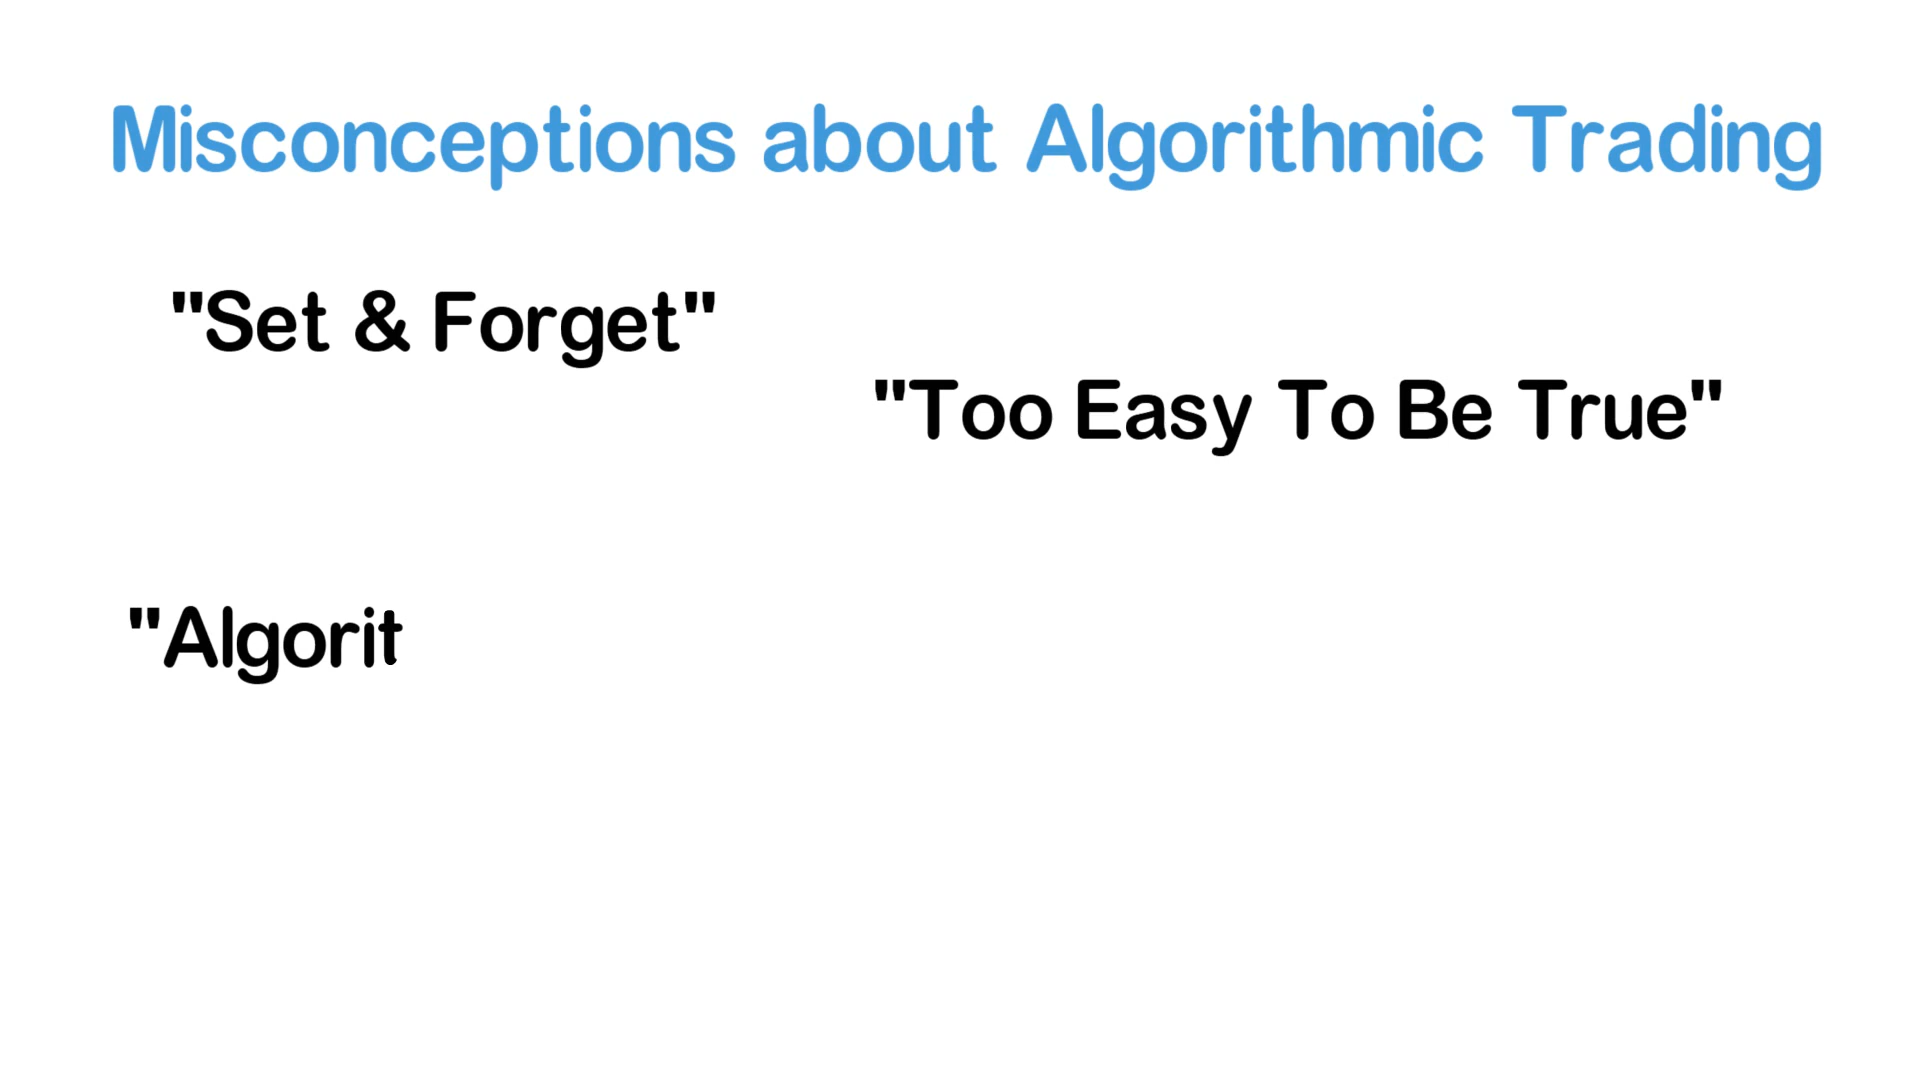 Misconceptions about Algorithmic Trading
"Set & Forget"
"Too Easy To Be True"
"Algorit